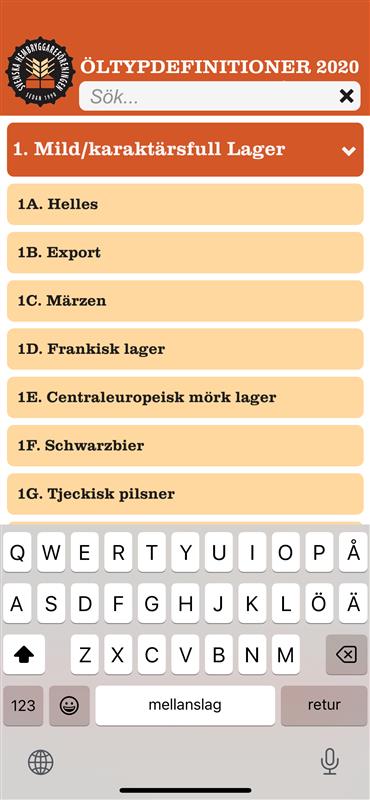 SVENSKA HEMBRYGGAREFÖRENINGEN
SEDAN 1990
ÖLTYPDEFINITIONER 2020
Sök...
1. Mild/karaktärsfull Lager
1A. Helles
1B. Export
1C. Märzen
1D. Frankisk lager
1E. Centraleuropeisk mörk lager
1F. Schwarzbier
1G. Tjeckisk pilsner
Q W E R T Y U I O P Å
A S D F G H J K L Ö Ä
Z X C V B N M
123 mellanslag retur